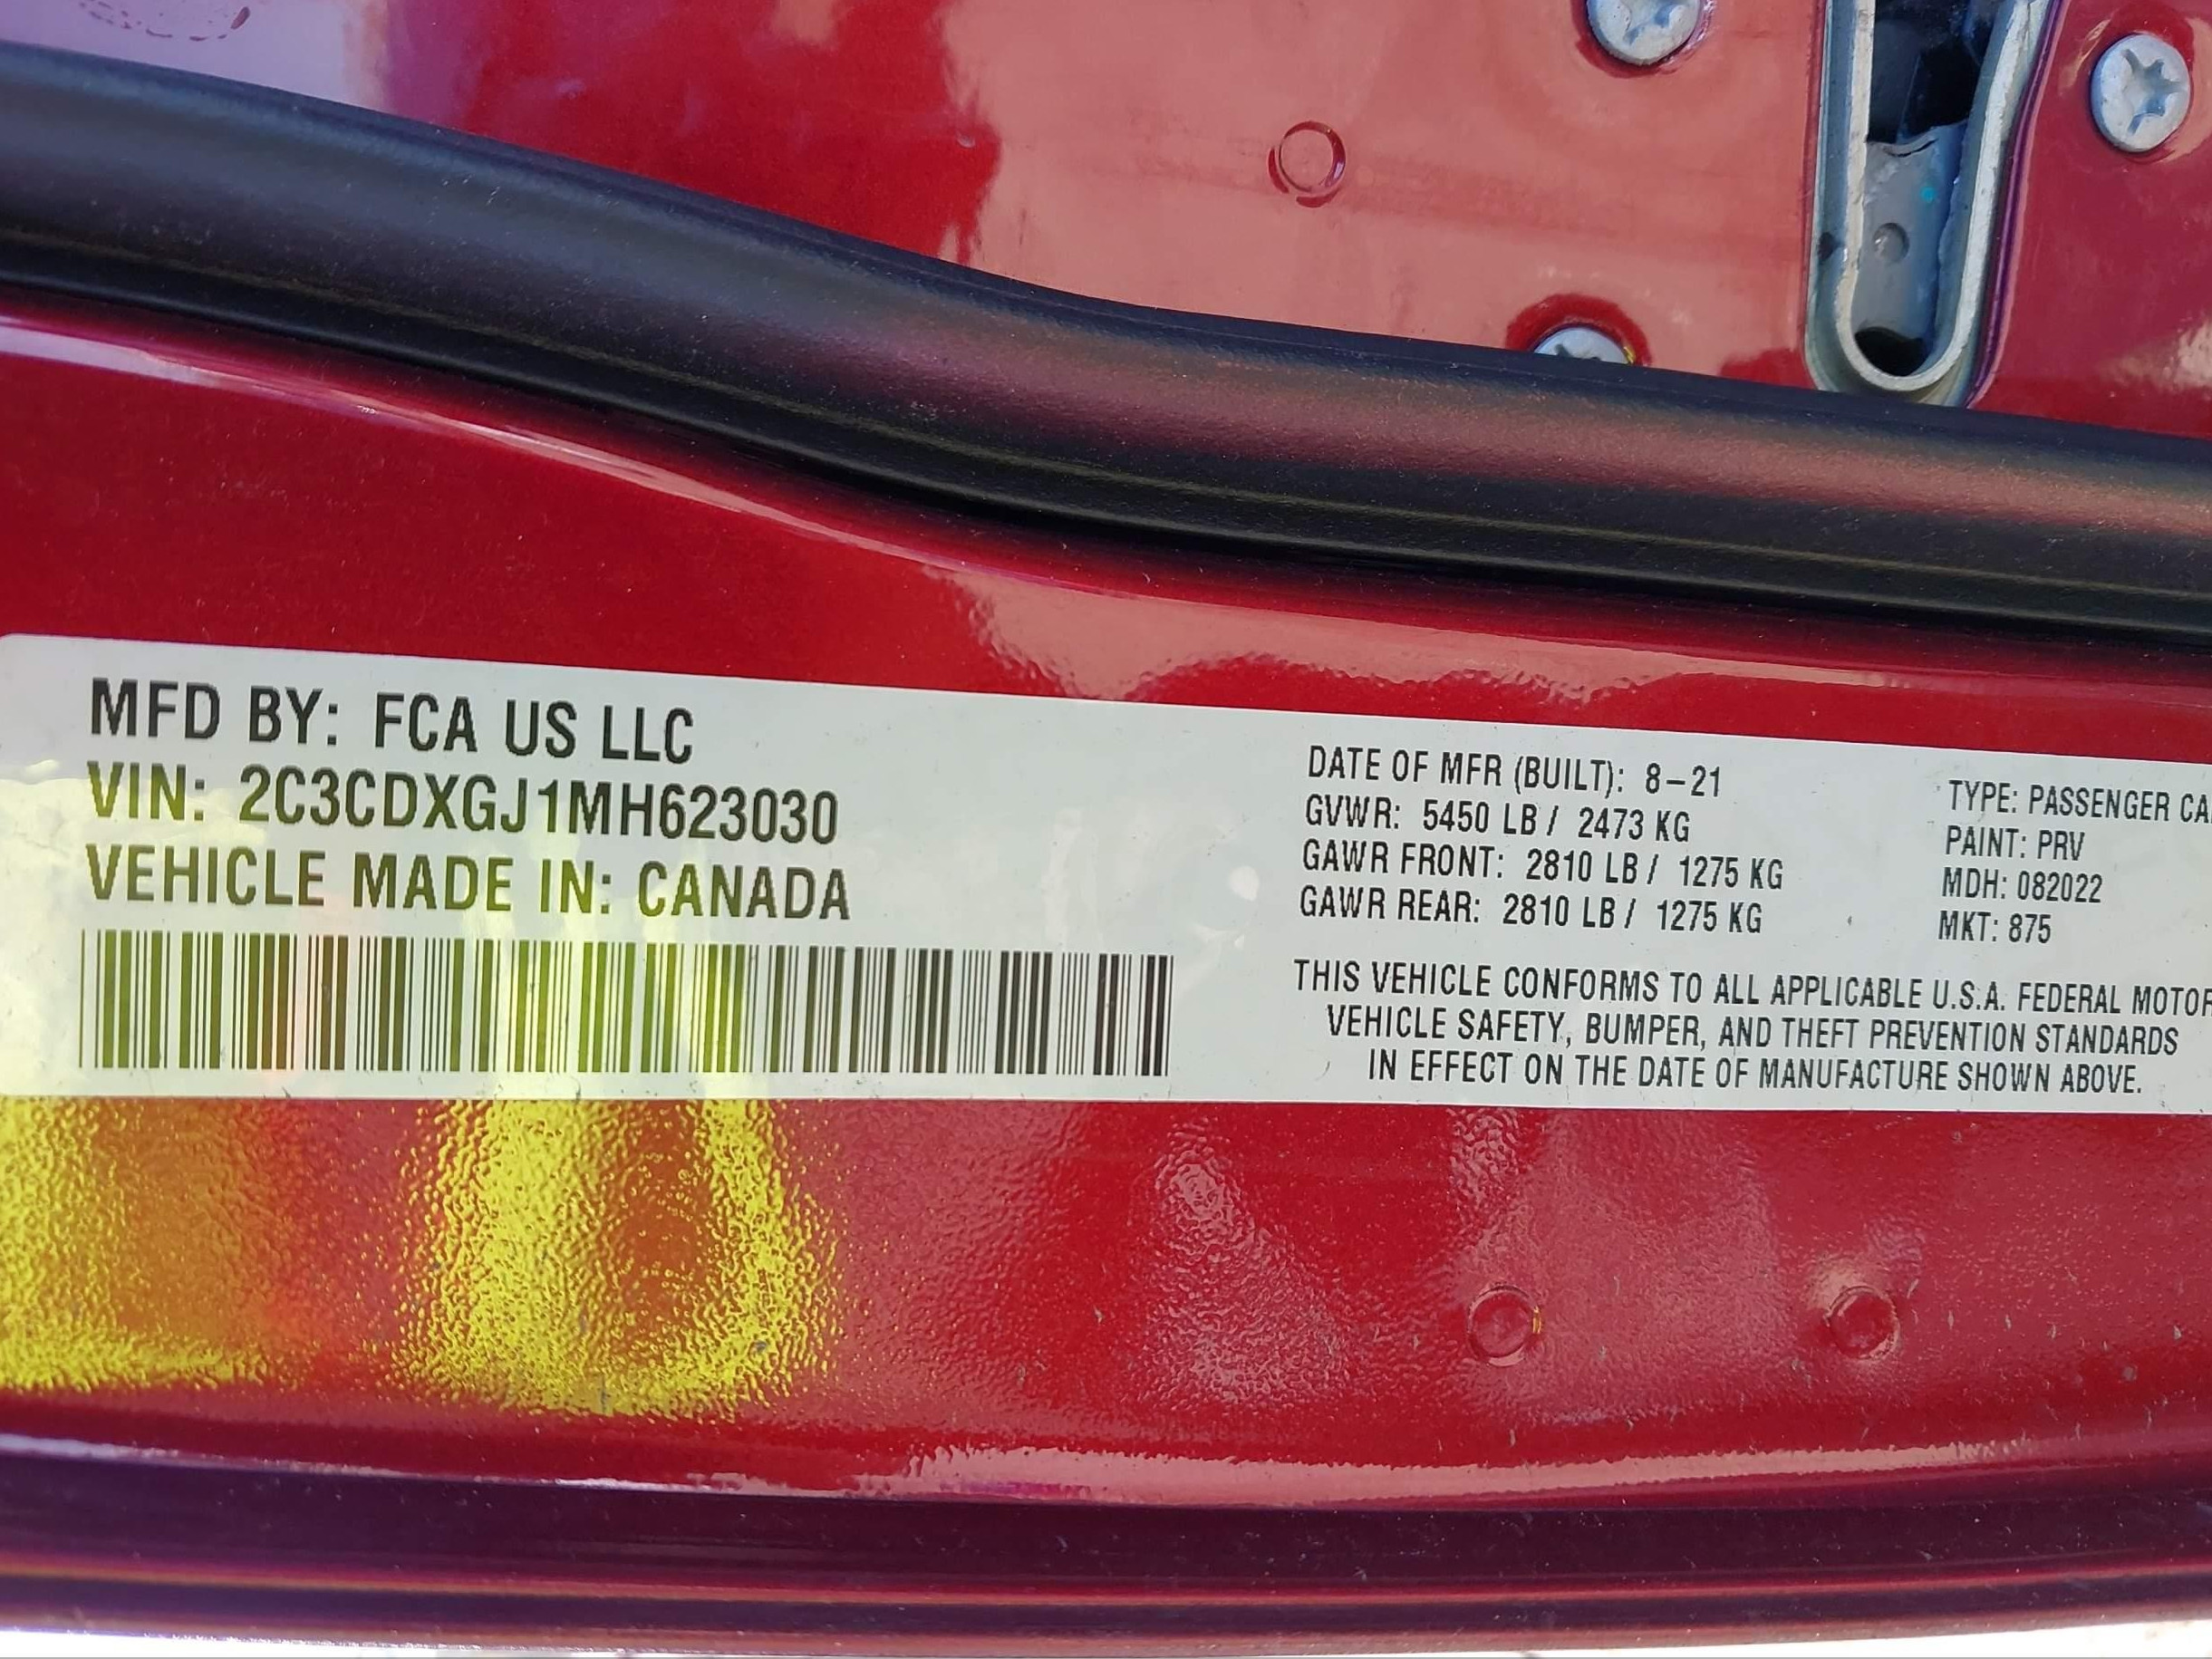 MFD BY: FCA US LLC
VIN: 2C3CDXGJ1MH623030
VEHICLE MADE IN: CANADA
DATE OF MFR (BUILT): 8-21
GVWR: 5450 LB / 2473 KG
GAWR FRONT: 2810 LB / 1275 KG
GAWR REAR: 2810 LB / 1275 KG
TYPE: PASSENGER CA
PAINT: PRV
MDH: 082022
MKT: 875
THIS VEHICLE CONFORMS TO ALL APPLICABLE U.S.A. FEDERAL MOTOR
VEHICLE SAFETY, BUMPER, AND THEFT PREVENTION STANDARDS
IN EFFECT ON THE DATE OF MANUFACTURE SHOWN ABOVE.